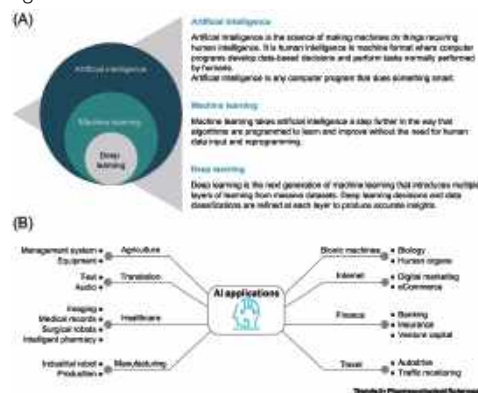 (A)
Artificial intelligence
Artificial intelligence is the science of making machines do things requiring
human intelligence. It is human intelligence in machine format where computer
programs develop data-based decisions and perform tasks normally performed
by humans.
Artificial intelligence is any computer program that does something smart.
Artificial intelligence
Machine learning
Machine learning takes artificial intelligence a step further in the way that
algorithms are programmed to learn and improve without the need for human
data input and reprogramming.
Machine learning
Deep
learning
Deep learning
Deep learning is the next generation of machine learning that introduces multiple
layers of learning from massive datasets. Deep learning decisions and data
classifications are refined at each layer to produce accurate insights.
(B)
Management system
Equipment
Agriculture
Text
Audio
Translation
Imaging
Medical records
Surgical robots
Intelligent pharmacy
Healthcare
Industrial robot
Production
Manufacturing
AI applications
Bionic machines
Biology
Human organs
Internet
Digital marketing
eCommerce
Finance
Banking
Insurance
Venture capital
Travel
Autodrive
Traffic monitoring
Trends in Pharmacological Sciences